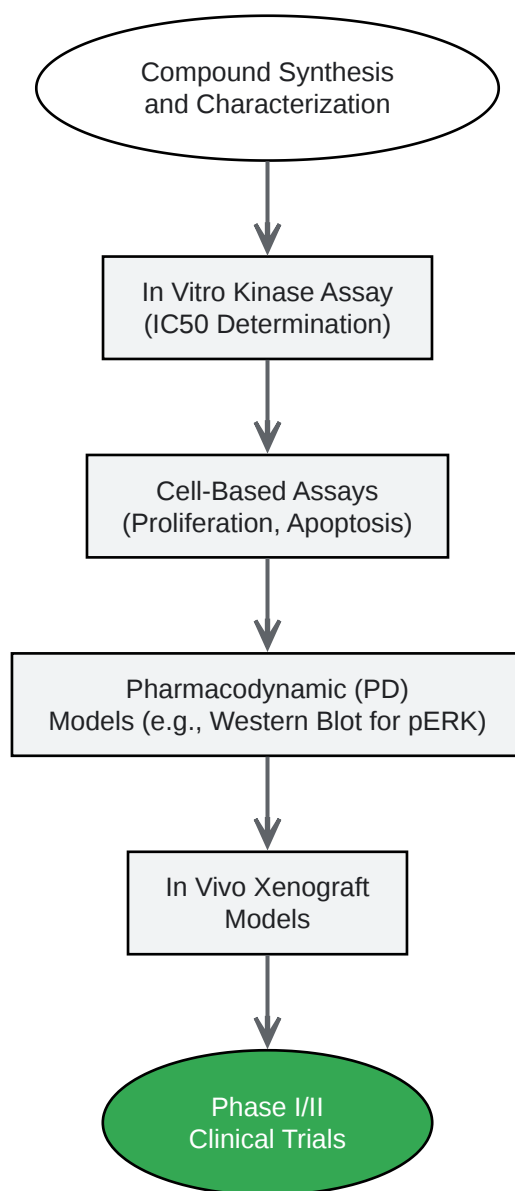 Compound Synthesis
and Characterization
In Vitro Kinase Assay
(IC50 Determination)
Cell-Based Assays
(Proliferation, Apoptosis)
Pharmacodynamic (PD)
Models (e.g., Western Blot for pERK)
In Vivo Xenograft
Models
Phase I/II
Clinical Trials